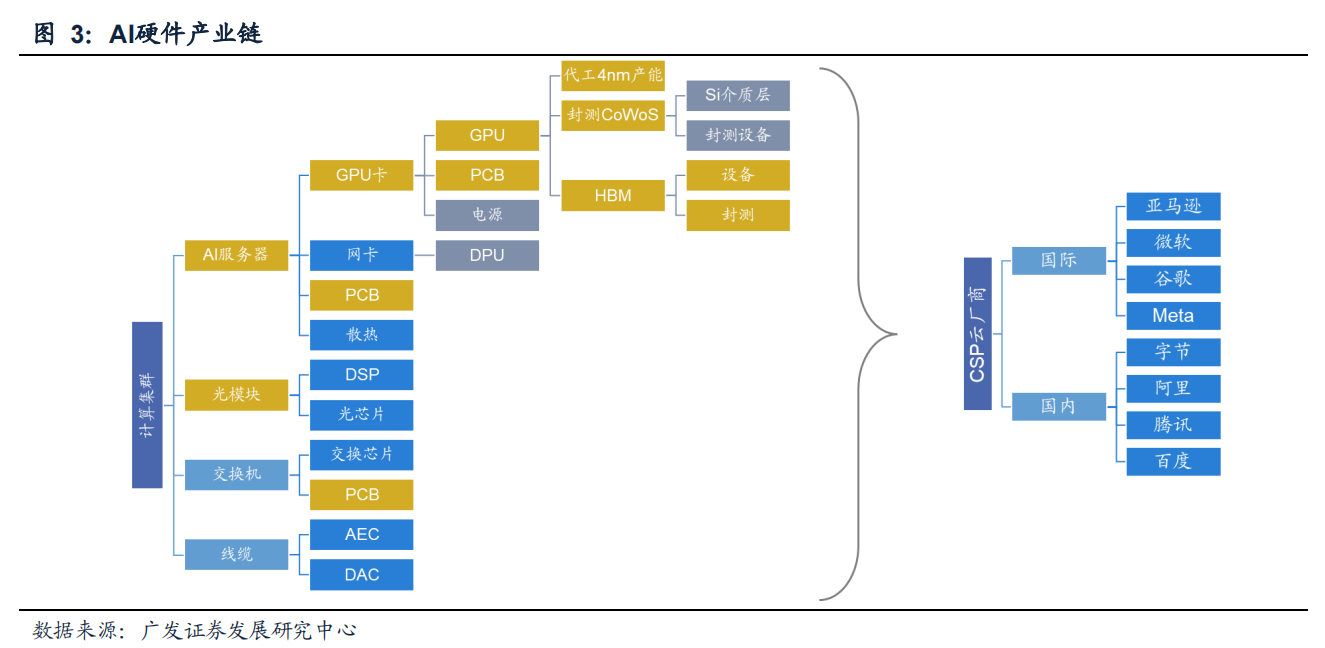 图 3：AI硬件产业链
计算集群
AI服务器
GPU卡
GPU
代工4nm产能
封测CoWoS
Si介质层
封测设备
HBM
设备
封测
PCB
电源
网卡
DPU
PCB
散热
光模块
DSP
光芯片
交换机
交换芯片
PCB
线缆
AEC
DAC
CSP云厂商
国际
亚马逊
微软
谷歌
Meta
国内
字节
阿里
腾讯
百度
数据来源：广发证券发展研究中心